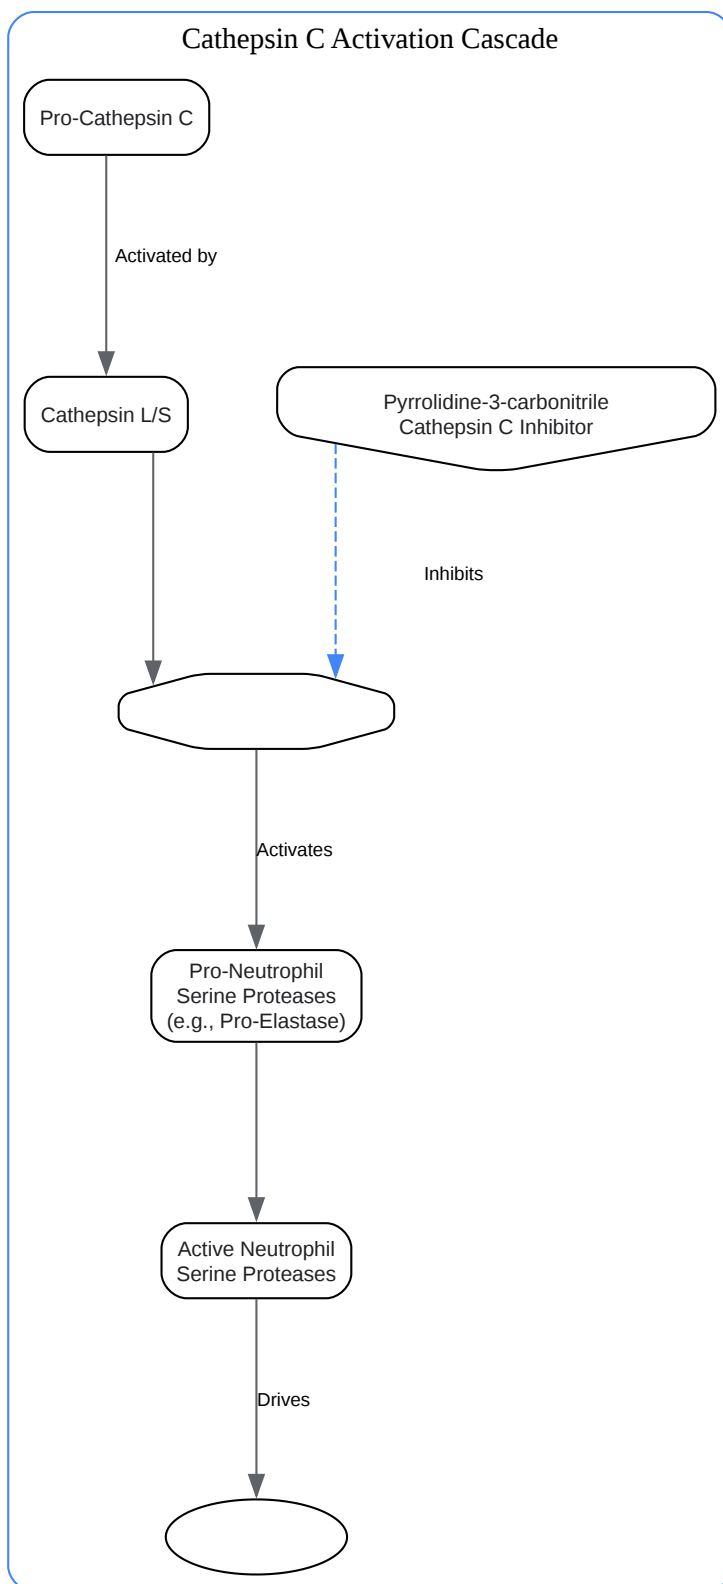 Cathepsin C Activation Cascade
Pro-Cathepsin C
Activated by
Cathepsin L/S
Pyrrolidine-3-carbonitrile
Cathepsin C Inhibitor
Inhibits
Activates
Pro-Neutrophil
Serine Proteases
(e.g., Pro-Elastase)
Active Neutrophil
Serine Proteases
Drives